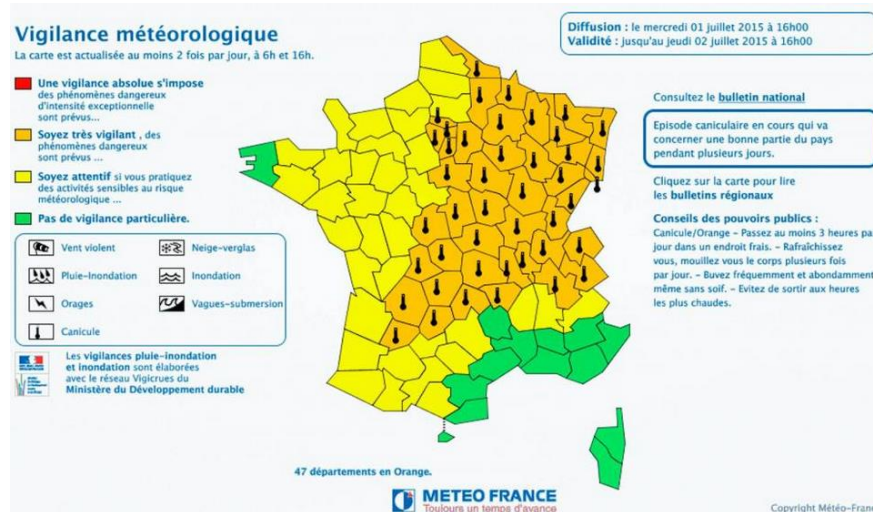 Vigilance météorologique
La carte est actualisée au moins 2 fois par jour, à 6h et 16h.
Diffusion : le mercredi 01 juillet 2015 à 16h00
Validité : jusqu'au jeudi 02 juillet 2015 à 16h00
Une vigilance absolue s'impose
des phénomènes dangereux
d'intensité exceptionnelle
sont prévus...
Soyez très vigilant , des
phénomènes dangereux
sont prévus ...
Soyez attentif si vous pratiquez
des activités sensibles au risque
météorologique ...
Pas de vigilance particulière.
Vent violent
Neige-verglas
Pluie-Inondation
Inondation
Orages
Vagues-submersion
Canicule
Les vigilances pluie-inondation
et inondation sont élaborées
avec le réseau Vigicrues du
Ministère du Développement durable
Consultez le bulletin national
Episode caniculaire en cours qui va
concerner une bonne partie du pays
pendant plusieurs jours.
Cliquez sur la carte pour lire
les bulletins régionaux
Conseils des pouvoirs publics :
Canicule/Orange – Passez au moins 3 heures pa
jour dans un endroit frais. – Rafraîchissez
vous, mouillez vous le corps plusieurs fois
par jour. – Buvez fréquemment et abondamment
même sans soif. – Evitez de sortir aux heures
les plus chaudes.
47 départements en Orange.
METEO FRANCE
Toujours un temps d'avance
Copyright Météo-Franc